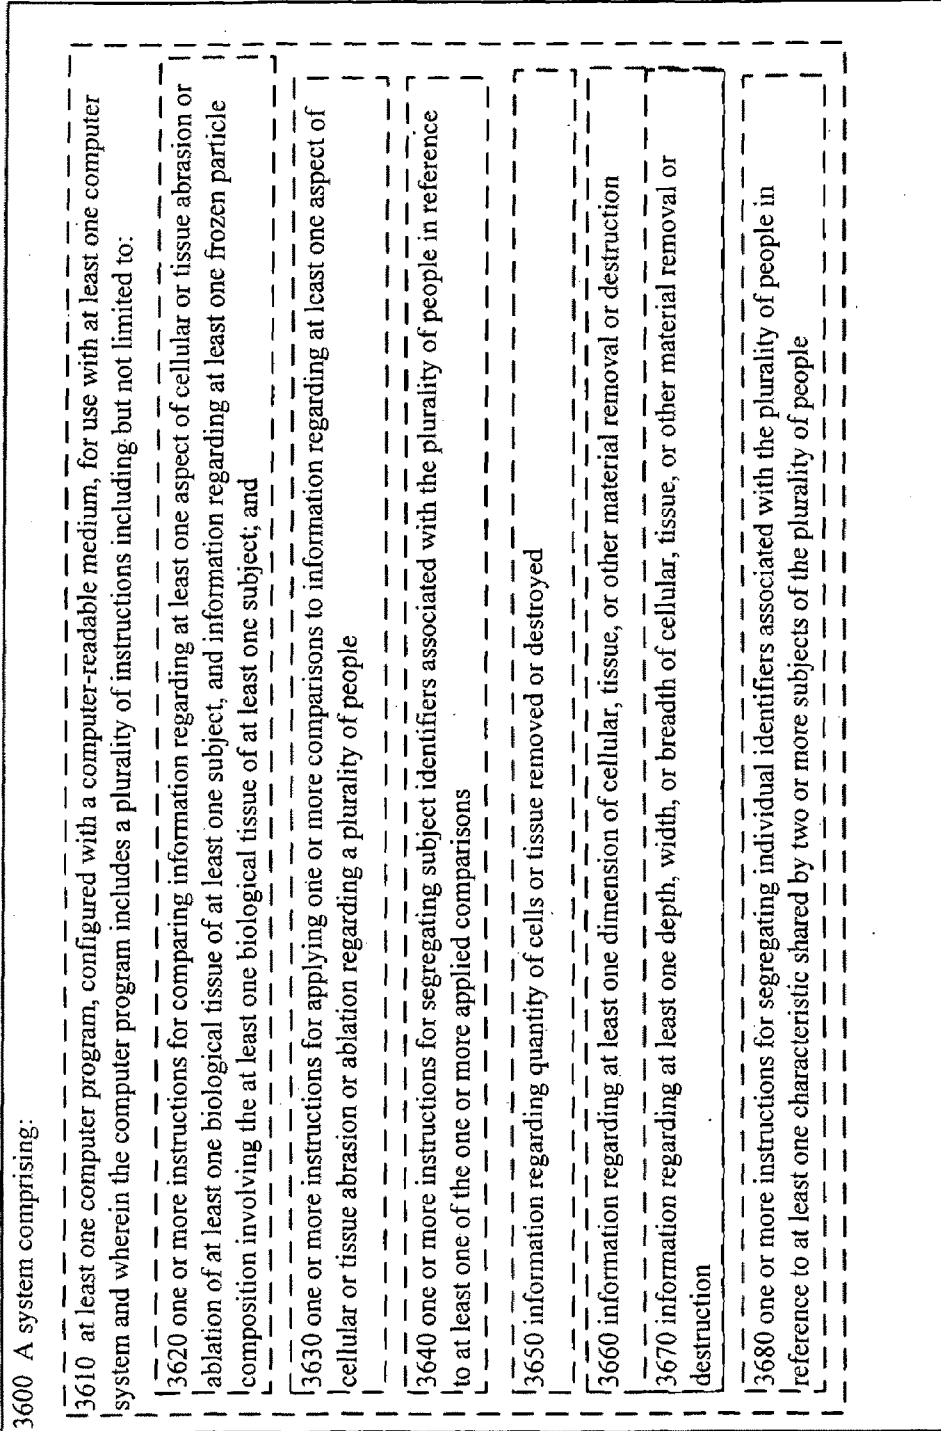 3600 A system comprising:
3610 at least one computer program, configured with a computer-readable medium, for use with at least one computer
system and wherein the computer program includes a plurality of instructions including but not limited to:
3620 one or more instructions for comparing information regarding at least one aspect of cellular or tissue abrasion or
ablation of at least one biological tissue of at least one subject, and information regarding at least one frozen particle
composition involving the at least one biological tissue of at least one subject; and
3630 one or more instructions for applying one or more comparisons to information regarding at least one aspect of
cellular or tissue abrasion or ablation regarding a plurality of people
3640 one or more instructions for segregating subject identifiers associated with the plurality of people in reference
to at least one of the one or more applied comparisons
3650 information regarding quantity of cells or tissue removed or destroyed
3660 information regarding at least one dimension of cellular, tissue, or other material removal or destruction
3670 information regarding at least one depth, width, or breadth of cellular, tissue, or other material removal or
destruction
3680 one or more instructions for segregating individual identifiers associated with the plurality of people in
reference to at least one characteristic shared by two or more subjects of the plurality of people